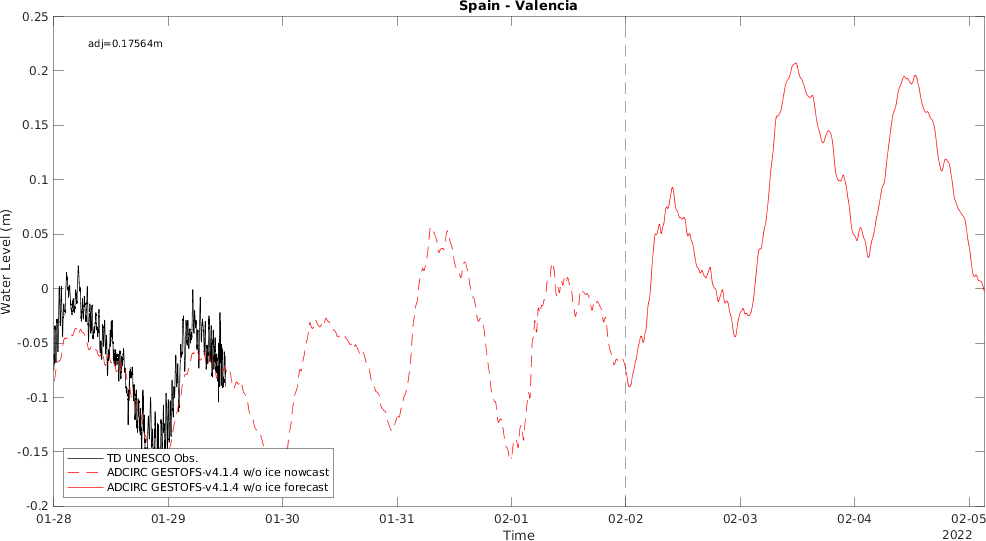 Spain - Valencia
adj=0.17564m
0.25
0.2
0.15
0.1
0.05
0
-0.05
-0.1
-0.15
-0.2
Water Level (m)
TD UNESCO Obs.
ADCIRC GESTOFS-v4.1.4 w/o ice nowcast
ADCIRC GESTOFS-v4.1.4 w/o ice forecast
01-28 01-29 01-30 01-31 02-01 02-02 02-03 02-04 02-05
Time
2022